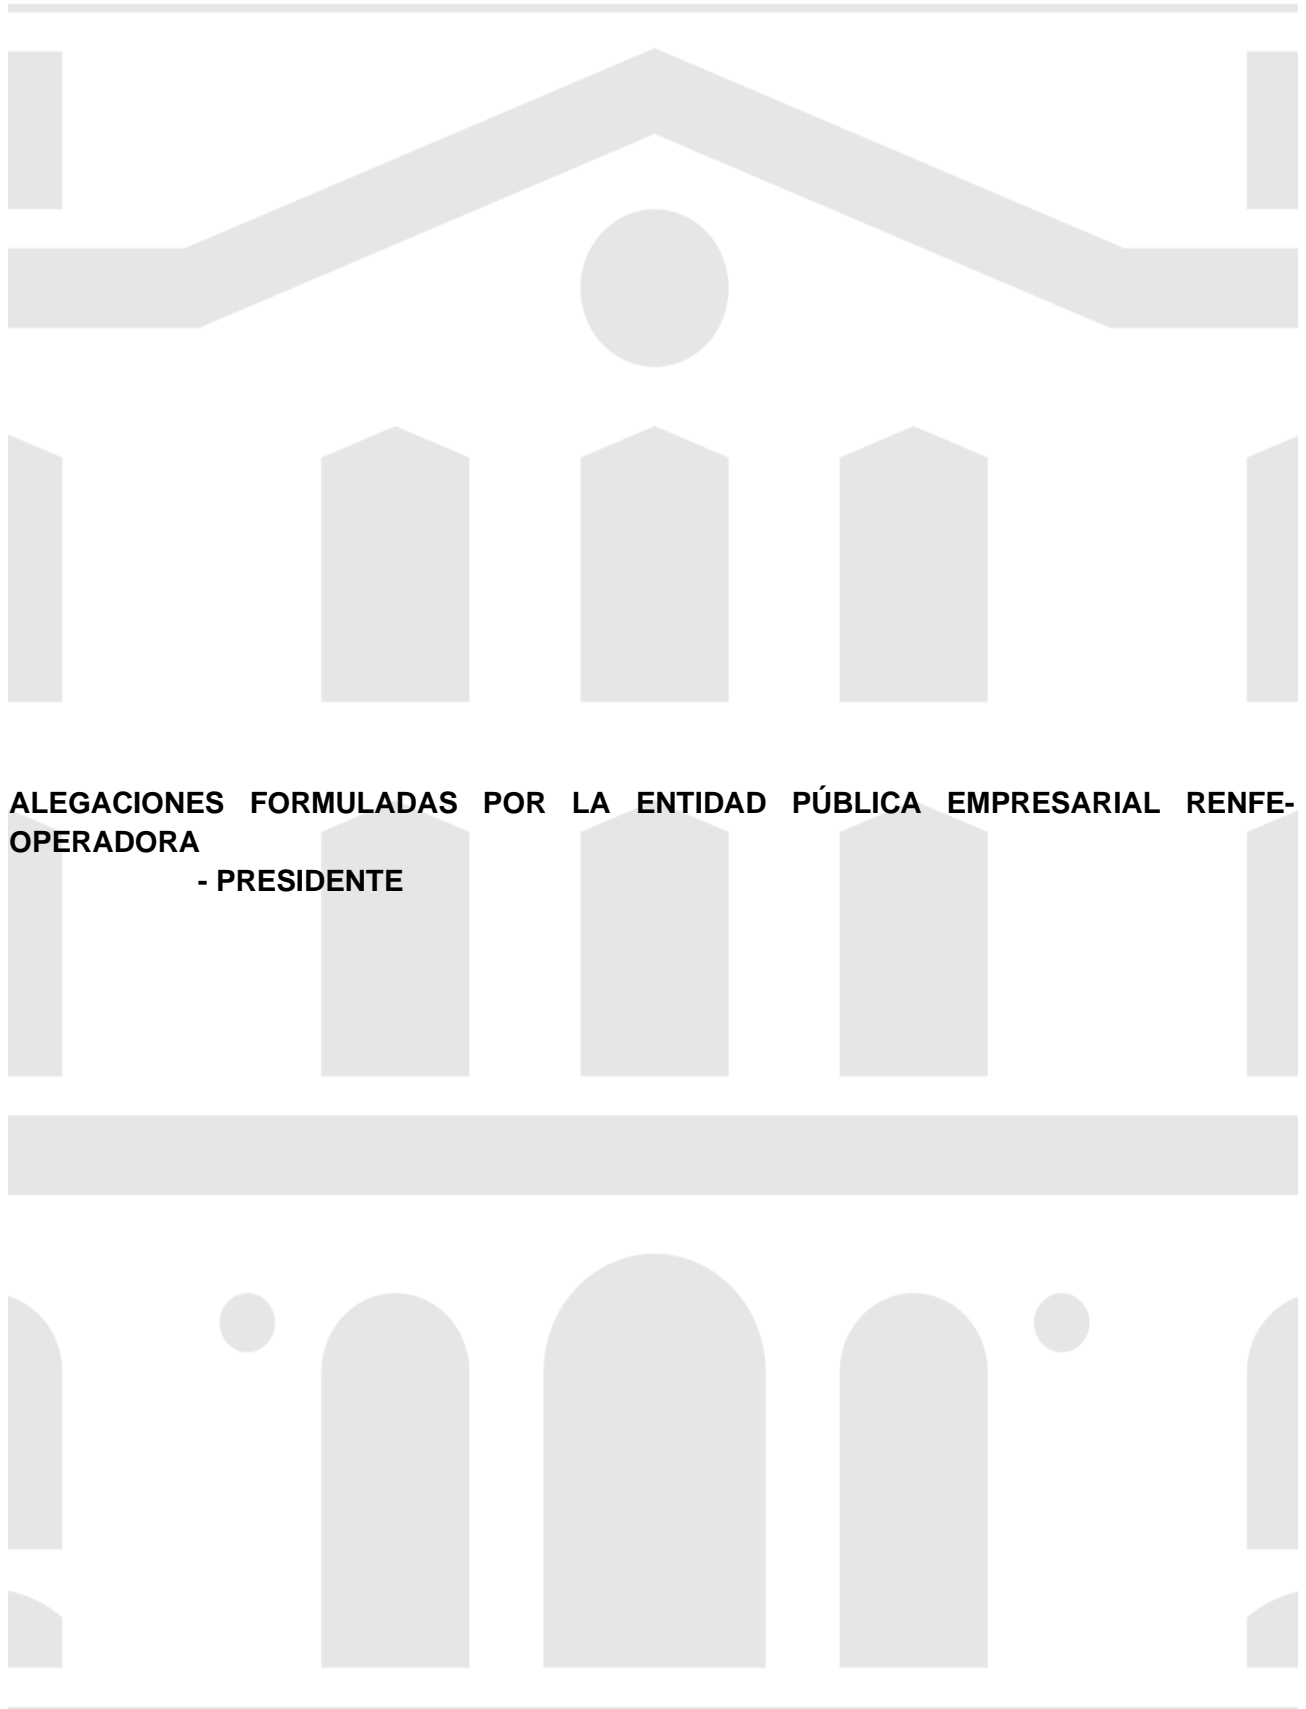 ALEGACIONES FORMULADAS POR LA ENTIDAD PÚBLICA EMPRESARIAL RENFE-
OPERADORA
- PRESIDENTE